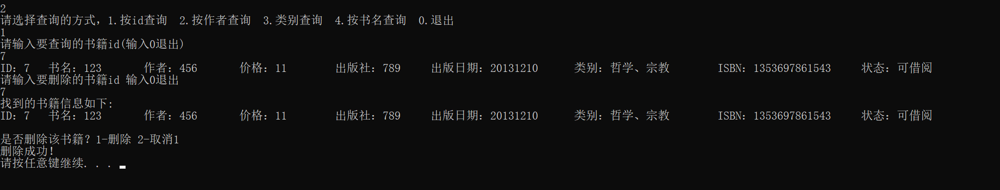 2
请选择查询的方式，1.按id查询  2.按作者查询  3.类别查询  4.按书名查询  0.退出
1
请输入要查询的书籍id(输入0退出)
7
ID：7   书名：123       作者：456       价格：11        出版社：789     出版日期：20131210      类别：哲学、宗教        ISBN：1353697861543     状态：可借阅
请输入要删除的书籍id 输入0退出
7
找到的书籍信息如下:
ID：7   书名：123       作者：456       价格：11        出版社：789     出版日期：20131210      类别：哲学、宗教        ISBN：1353697861543     状态：可借阅
是否删除该书籍？1-删除 2-取消1
删除成功!
请按任意键继续. . .